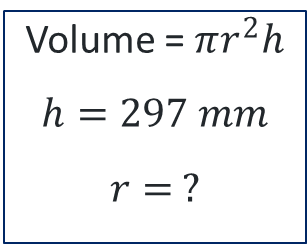 Volume = πr²h
h = 297 mm
r = ?